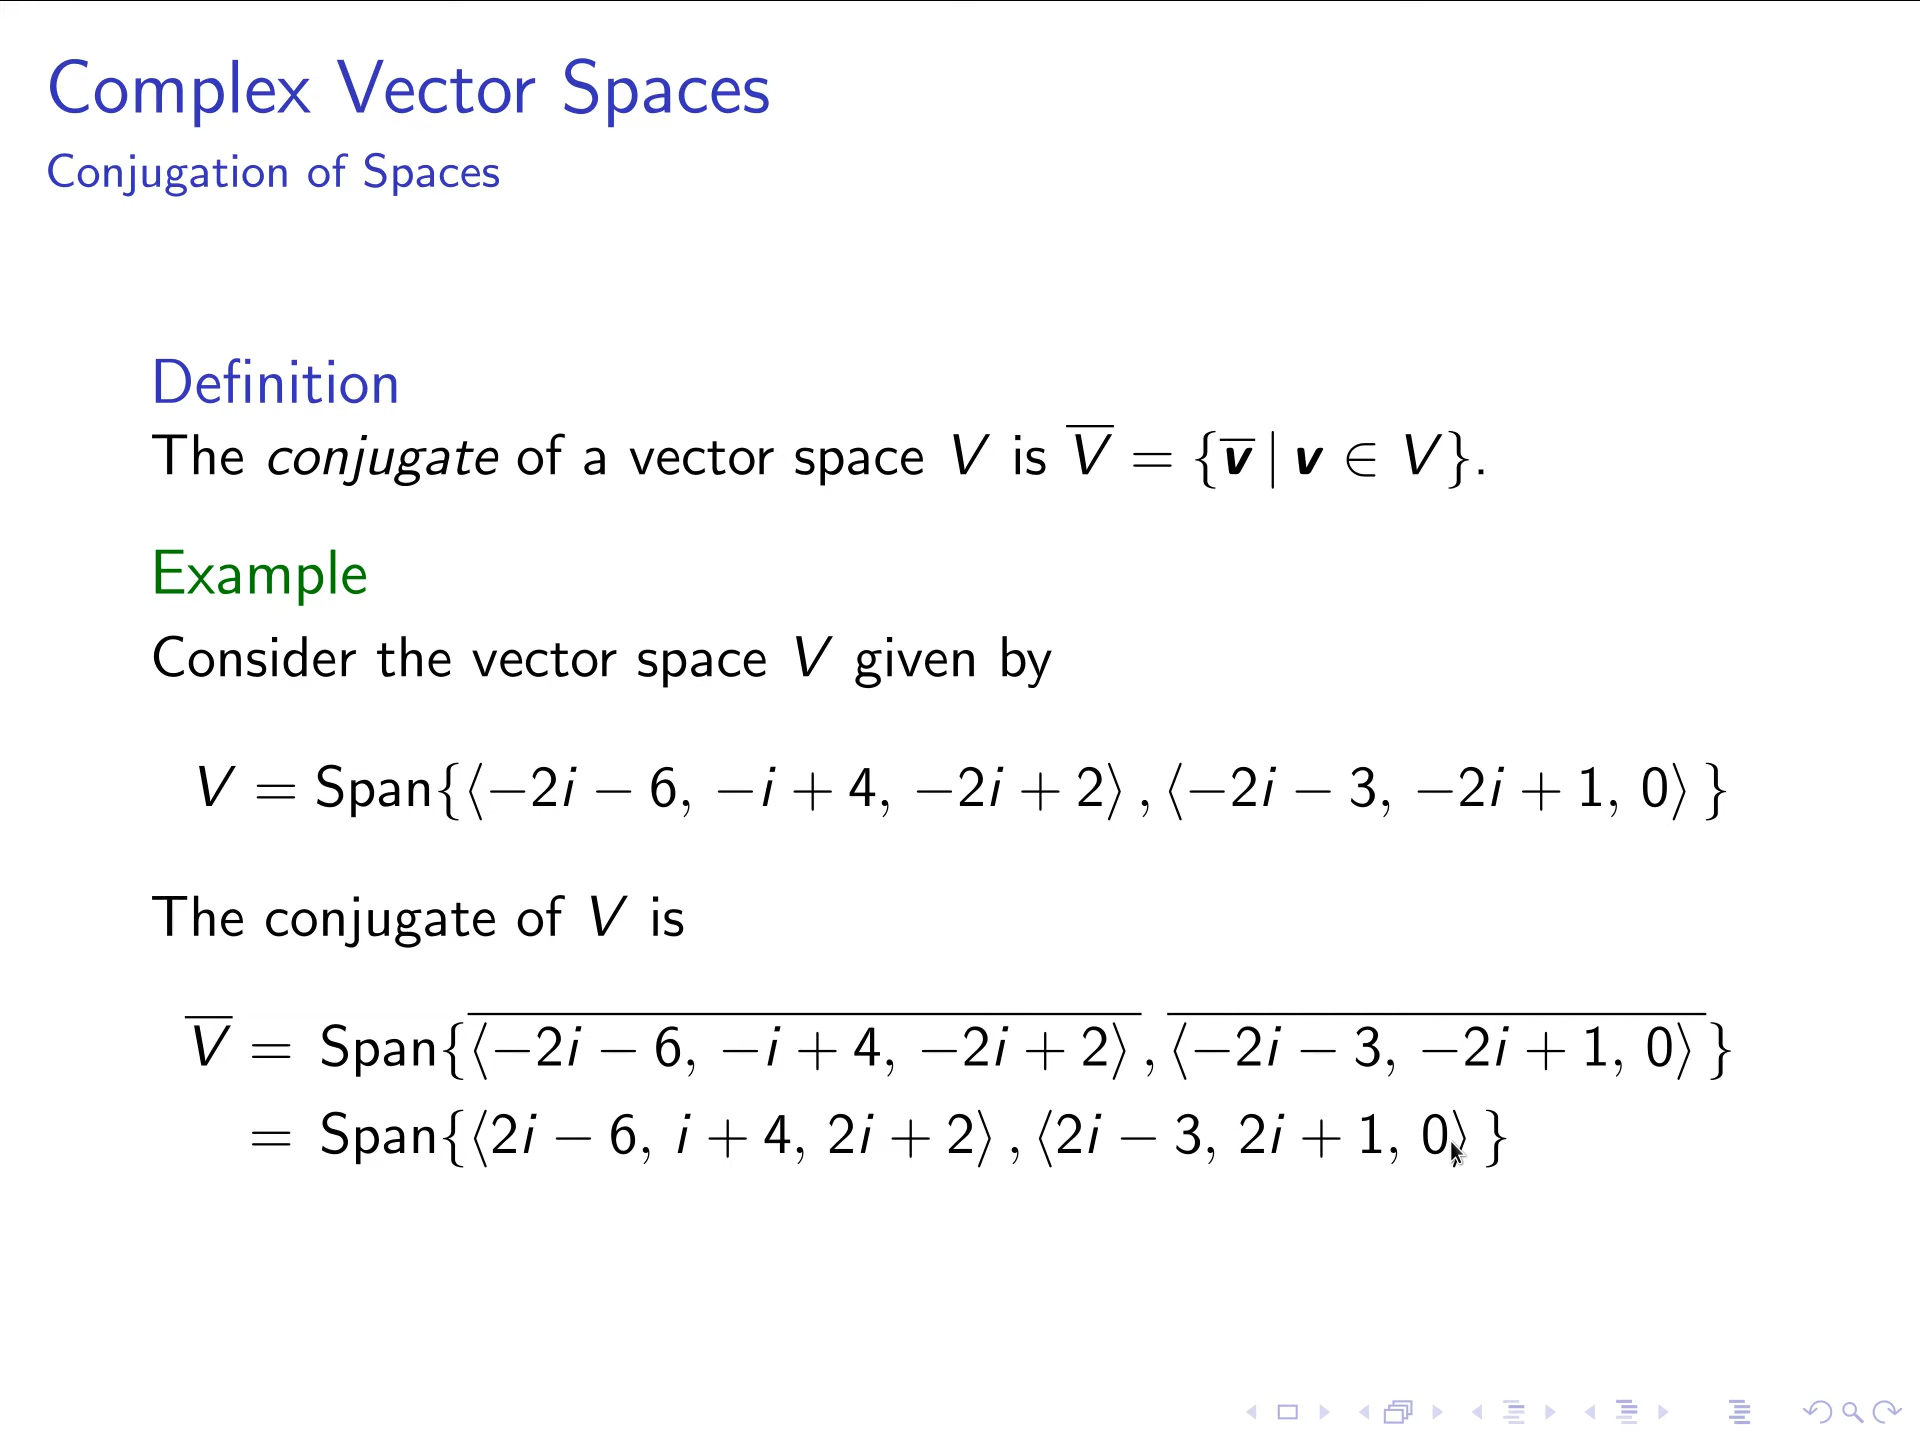 Complex Vector Spaces
Conjugation of Spaces
Definition
The conjugate of a vector space V is V̅ = {v̅ | v ∈ V}.
Example
Consider the vector space V given by
V = Span{⟨−2i − 6, −i + 4, −2i + 2⟩ , ⟨−2i − 3, −2i + 1, 0⟩ }
The conjugate of V is
V̅ = Span{\overline{⟨−2i − 6, −i + 4, −2i + 2⟩} , \overline{⟨−2i − 3, −2i + 1, 0⟩} }
= Span{⟨2i − 6, i + 4, 2i + 2⟩ , ⟨2i − 3, 2i + 1, 0⟩ }